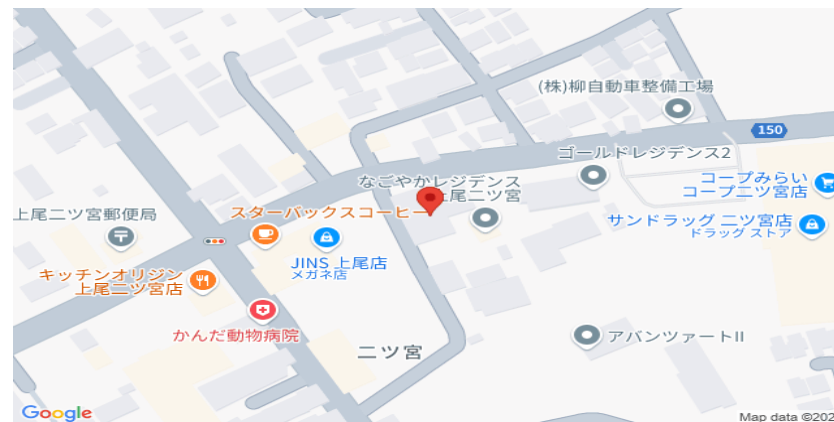 (株)柳自動車整備工場
150
ゴールドレジデンス2
なごやかレジデンス
上尾二ツ宮
コープみらい
コープ二ツ宮店
上尾二ツ宮郵便局
スターバックスコーヒー
サンドラッグ 二ツ宮店
ドラッグ ストア
JINS 上尾店
メガネ店
キッチンオリジン
上尾二ツ宮店
かんだ動物病院
二ツ宮
アバンツァートII
Google
Map data ©202